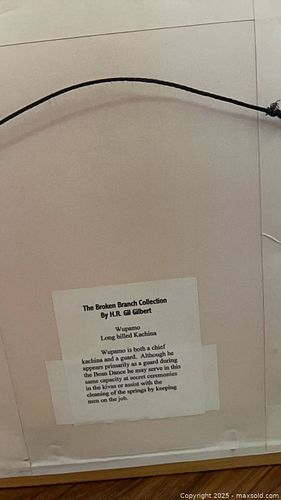 The Broken Branch Collection
By H.R. Gil Gilbert
Wupamo
Long billed Kachina
Wupamo is both a chief
kachina and a guard. Although he
appears primarily as a guard during
the Bean Dance he may serve in this
same capacity at secret ceremonies
in the kivas or assist with the
cleaning of the springs by keeping
men on the job.
Copyright 2025 - maxsold.com